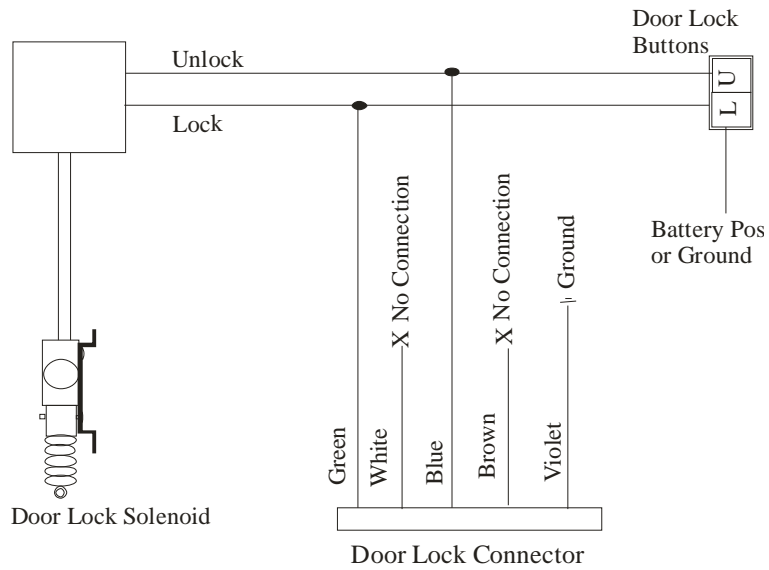 Door Lock
Buttons
Unlock
U
L
Lock
Battery Pos
or Ground
X No Connection
X No Connection
Ground
Green
White
Blue
Brown
Violet
Door Lock Solenoid
Door Lock Connector